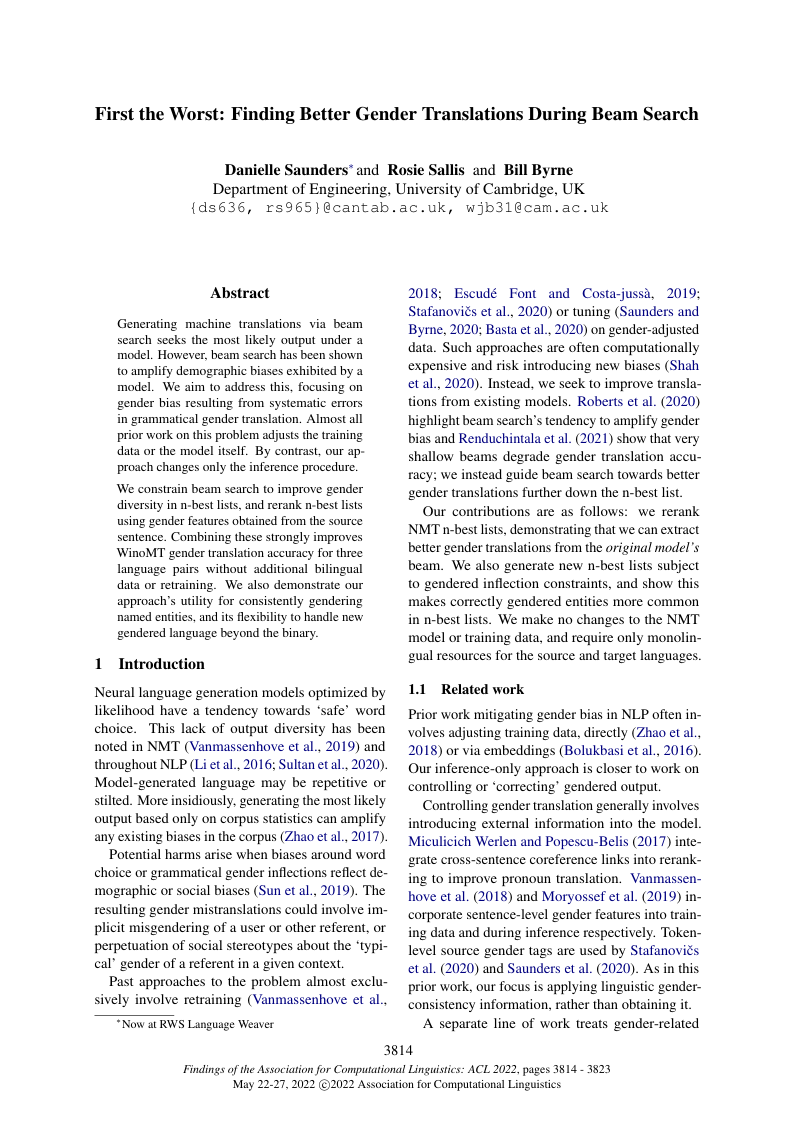 First the Worst: Finding Better Gender Translations During Beam Search
Danielle Saunders* and Rosie Sallis and Bill Byrne
Department of Engineering, University of Cambridge, UK
{ds636, rs965}@cantab.ac.uk, wjb31@cam.ac.uk
Abstract
Generating machine translations via beam
search seeks the most likely output under a
model. However, beam search has been shown
to amplify demographic biases exhibited by a
model. We aim to address this, focusing on
gender bias resulting from systematic errors
in grammatical gender translation. Almost all
prior work on this problem adjusts the training
data or the model itself. By contrast, our ap-
proach changes only the inference procedure.
We constrain beam search to improve gender
diversity in n-best lists, and rerank n-best lists
using gender features obtained from the source
sentence. Combining these strongly improves
WinoMT gender translation accuracy for three
language pairs without additional bilingual
data or retraining. We also demonstrate our
approach's utility for consistently gendering
named entities, and its flexibility to handle new
gendered language beyond the binary.
1 Introduction
Neural language generation models optimized by
likelihood have a tendency towards 'safe' word
choice. This lack of output diversity has been
noted in NMT (Vanmassenhove et al., 2019) and
throughout NLP (Li et al., 2016; Sultan et al., 2020).
Model-generated language may be repetitive or
stilted. More insidiously, generating the most likely
output based only on corpus statistics can amplify
any existing biases in the corpus (Zhao et al., 2017).
Potential harms arise when biases around word
choice or grammatical gender inflections reflect de-
mographic or social biases (Sun et al., 2019). The
resulting gender mistranslations could involve im-
plicit misgendering of a user or other referent, or
perpetuation of social stereotypes about the 'typi-
cal' gender of a referent in a given context.
Past approaches to the problem almost exclu-
sively involve retraining (Vanmassenhove et al.,
*Now at RWS Language Weaver
2018; Escudé Font and Costa-jussà, 2019;
Stafanovičs et al., 2020) or tuning (Saunders and
Byrne, 2020; Basta et al., 2020) on gender-adjusted
data. Such approaches are often computationally
expensive and risk introducing new biases (Shah
et al., 2020). Instead, we seek to improve transla-
tions from existing models. Roberts et al. (2020)
highlight beam search's tendency to amplify gender
bias and Renduchintala et al. (2021) show that very
shallow beams degrade gender translation accu-
racy; we instead guide beam search towards better
gender translations further down the n-best list.
Our contributions are as follows: we rerank
NMT n-best lists, demonstrating that we can extract
better gender translations from the original model's
beam. We also generate new n-best lists subject
to gendered inflection constraints, and show this
makes correctly gendered entities more common
in n-best lists. We make no changes to the NMT
model or training data, and require only monolin-
gual resources for the source and target languages.
1.1 Related work
Prior work mitigating gender bias in NLP often in-
volves adjusting training data, directly (Zhao et al.,
2018) or via embeddings (Bolukbasi et al., 2016).
Our inference-only approach is closer to work on
controlling or 'correcting' gendered output.
Controlling gender translation generally involves
introducing external information into the model.
Miculicich Werlen and Popescu-Belis (2017) inte-
grate cross-sentence coreference links into rerank-
ing to improve pronoun translation. Vanmassen-
hove et al. (2018) and Moryossef et al. (2019) in-
corporate sentence-level gender features into train-
ing data and during inference respectively. Token-
level source gender tags are used by Stafanovičs
et al. (2020) and Saunders et al. (2020). As in this
prior work, our focus is applying linguistic gender-
consistency information, rather than obtaining it.
A separate line of work treats gender-related
3814
Findings of the Association for Computational Linguistics: ACL 2022, pages 3814 - 3823
May 22-27, 2022 ©2022 Association for Computational Linguistics